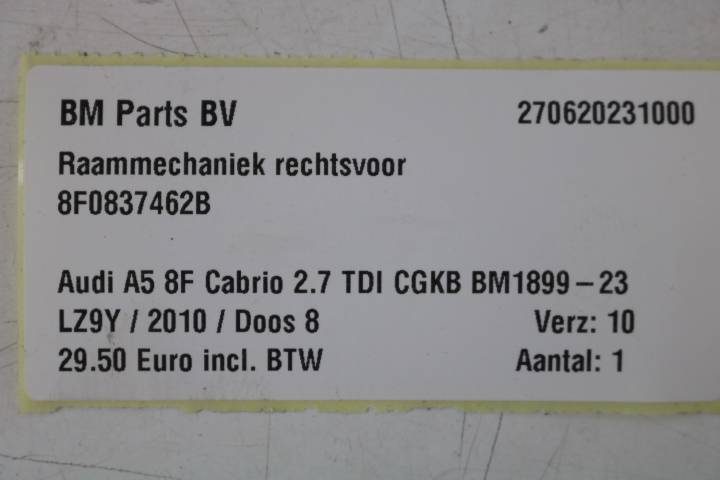 BM Parts BV 270620231000
Raammechaniek rechtsvoor
8F0837462B
Audi A5 8F Cabrio 2.7 TDI CGKB BM1899-23
LZ9Y / 2010 / Doos 8 Verz: 10
29.50 Euro incl. BTW Aantal: 1